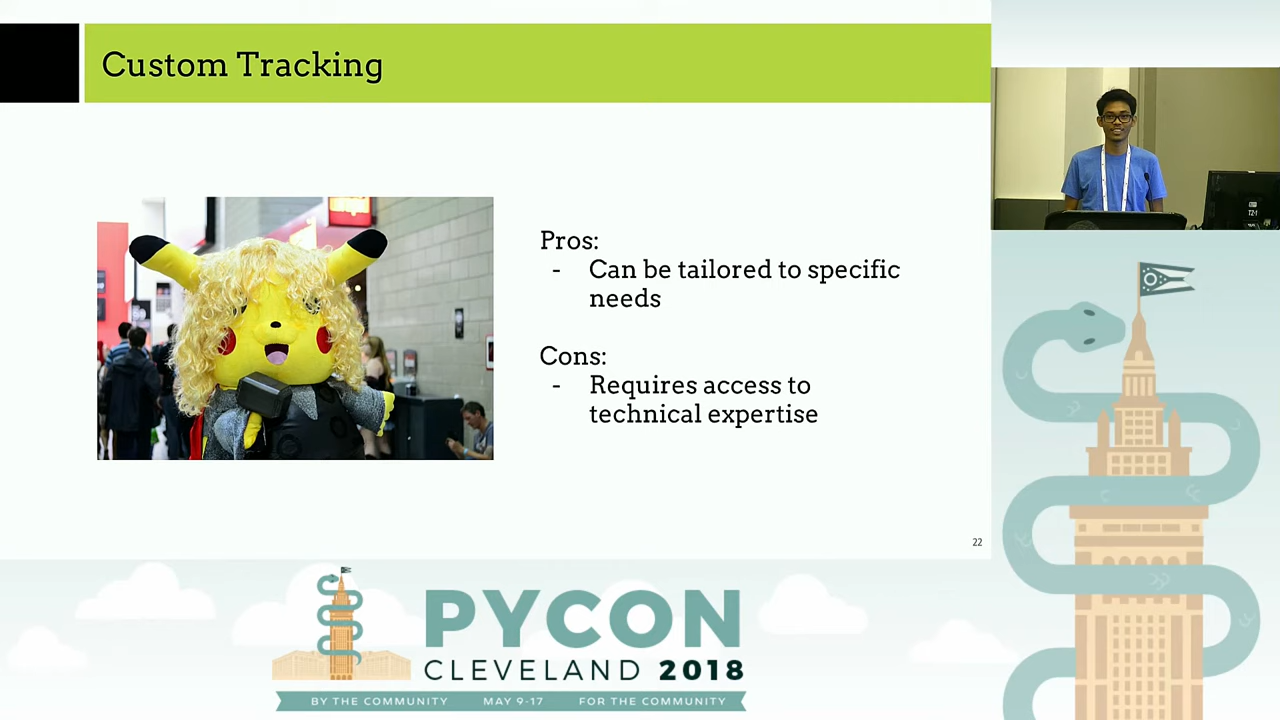 Custom Tracking
Pros:
- Can be tailored to specific
needs
Cons:
- Requires access to
technical expertise
22
PYCON
CLEVELAND 2018
BY THE COMMUNITY MAY 9-17 FOR THE COMMUNITY